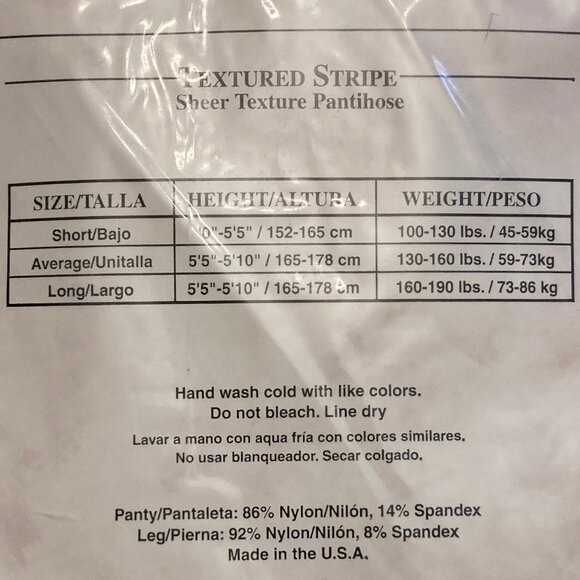 TEXTURED STRIPE
Sheer Texture Pantihose
SIZE/TALLA HEIGHT/ALTURA WEIGHT/PESO
Short/Bajo '0"-5'5" / 152-165 cm 100-130 lbs. / 45-59kg
Average/Unitalla 5'5"-5'10" / 165-178 cm 130-160 lbs. / 59-73kg
Long/Largo 5'5"-5'10" / 165-178 cm 160-190 lbs. / 73-86 kg
Hand wash cold with like colors.
Do not bleach. Line dry
Lavar a mano con aqua fría con colores similares.
No usar blanqueador. Secar colgado.
Panty/Pantaleta: 86% Nylon/Nilón, 14% Spandex
Leg/Pierna: 92% Nylon/Nilón, 8% Spandex
Made in the U.S.A.